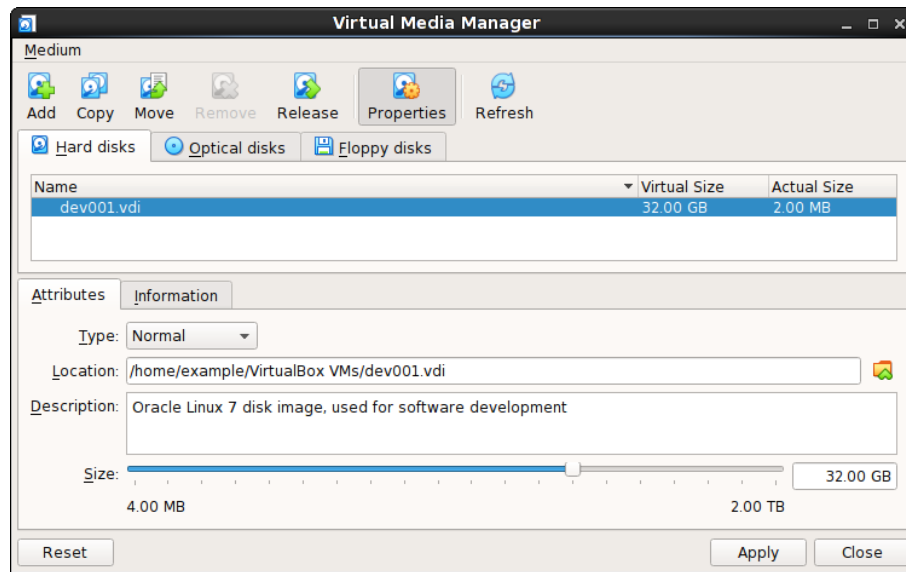 Virtual Media Manager
Medium
Add Copy Move Remove Release Properties Refresh
Hard disks Optical disks Floppy disks
Name Virtual Size Actual Size
dev001.vdi 32.00 GB 2.00 MB
Attributes Information
Type: Normal
Location: /home/example/VirtualBox VMs/dev001.vdi
Description: Oracle Linux 7 disk image, used for software development
Size: 32.00 GB
4.00 MB 2.00 TB
Reset Apply Close